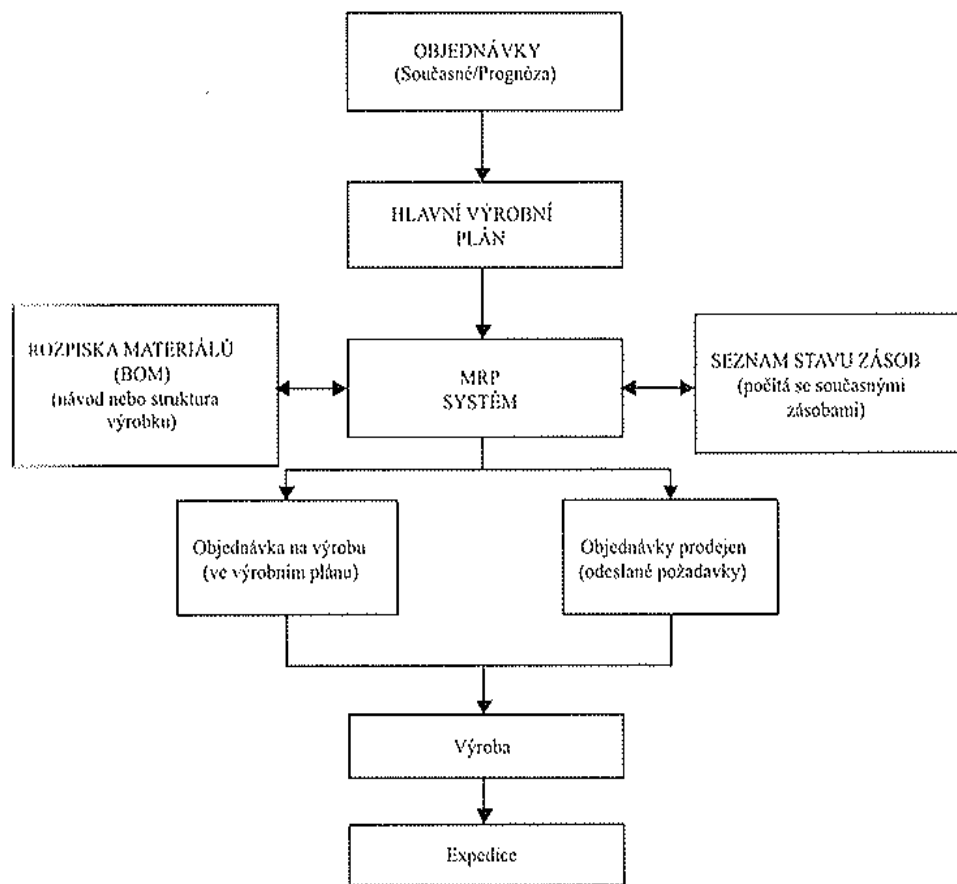 OBJEDNÁVKY
(Současné/Prognóza)
HLAVNÍ VÝROBNÍ
PLÁN
ROZPISKA MATERIÁLŮ
(BOM)
(návod nebo struktura
výrobku)
MRP
SYSTÉM
SEZNAM STAVU ZÁSOB
(počítá se současnými
zásobami)
Objednávka na výrobu
(ve výrobním plánu)
Objednávky prodejen
(odeslané požadavky)
Výroba
Expedice